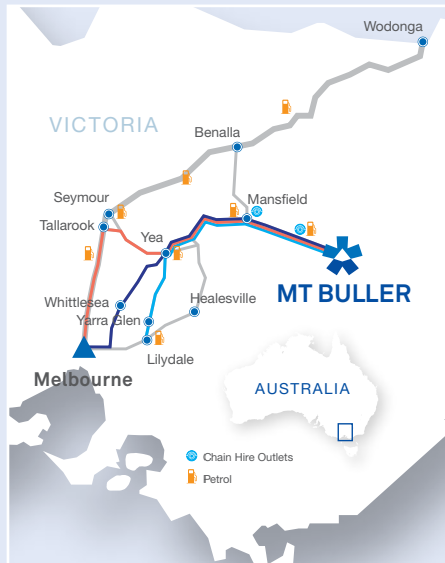 Wodonga
VICTORIA
Benalla
Seymour
Mansfield
Tallarook
Yea
MT BULLER
Whittlesea
Healesville
Yarra Glen
Lilydale
Melbourne
AUSTRALIA
Chain Hire Outlets
Petrol